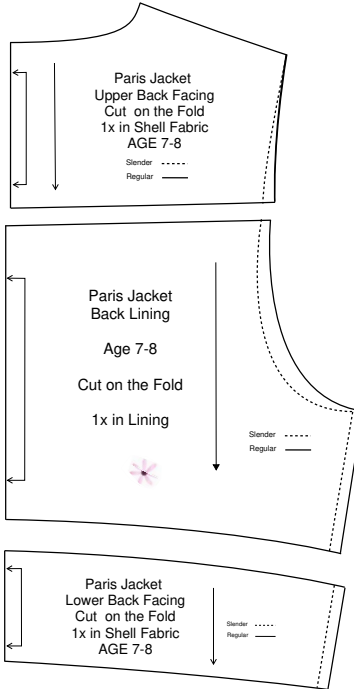 Paris Jacket
Upper Back Facing
Cut on the Fold
1x in Shell Fabric
AGE 7-8
Slender
Regular
Paris Jacket
Back Lining
Age 7-8
Cut on the Fold
1x in Lining
Slender
Regular
Paris Jacket
Lower Back Facing
Cut on the Fold
1x in Shell Fabric
AGE 7-8
Slender
Regular